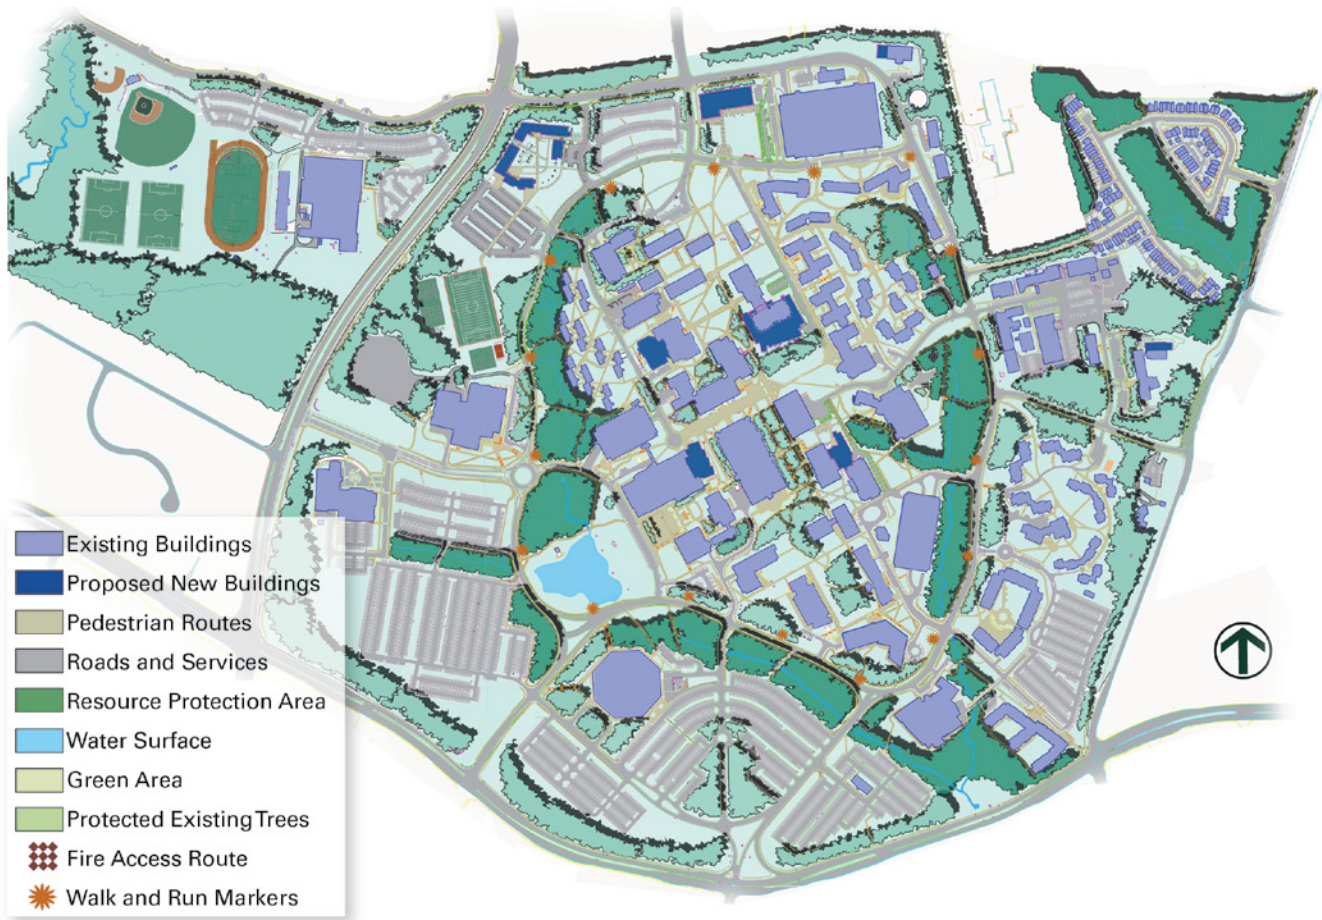 Existing Buildings
Proposed New Buildings
Pedestrian Routes
Roads and Services
Resource Protection Area
Water Surface
Green Area
Protected Existing Trees
Fire Access Route
Walk and Run Markers